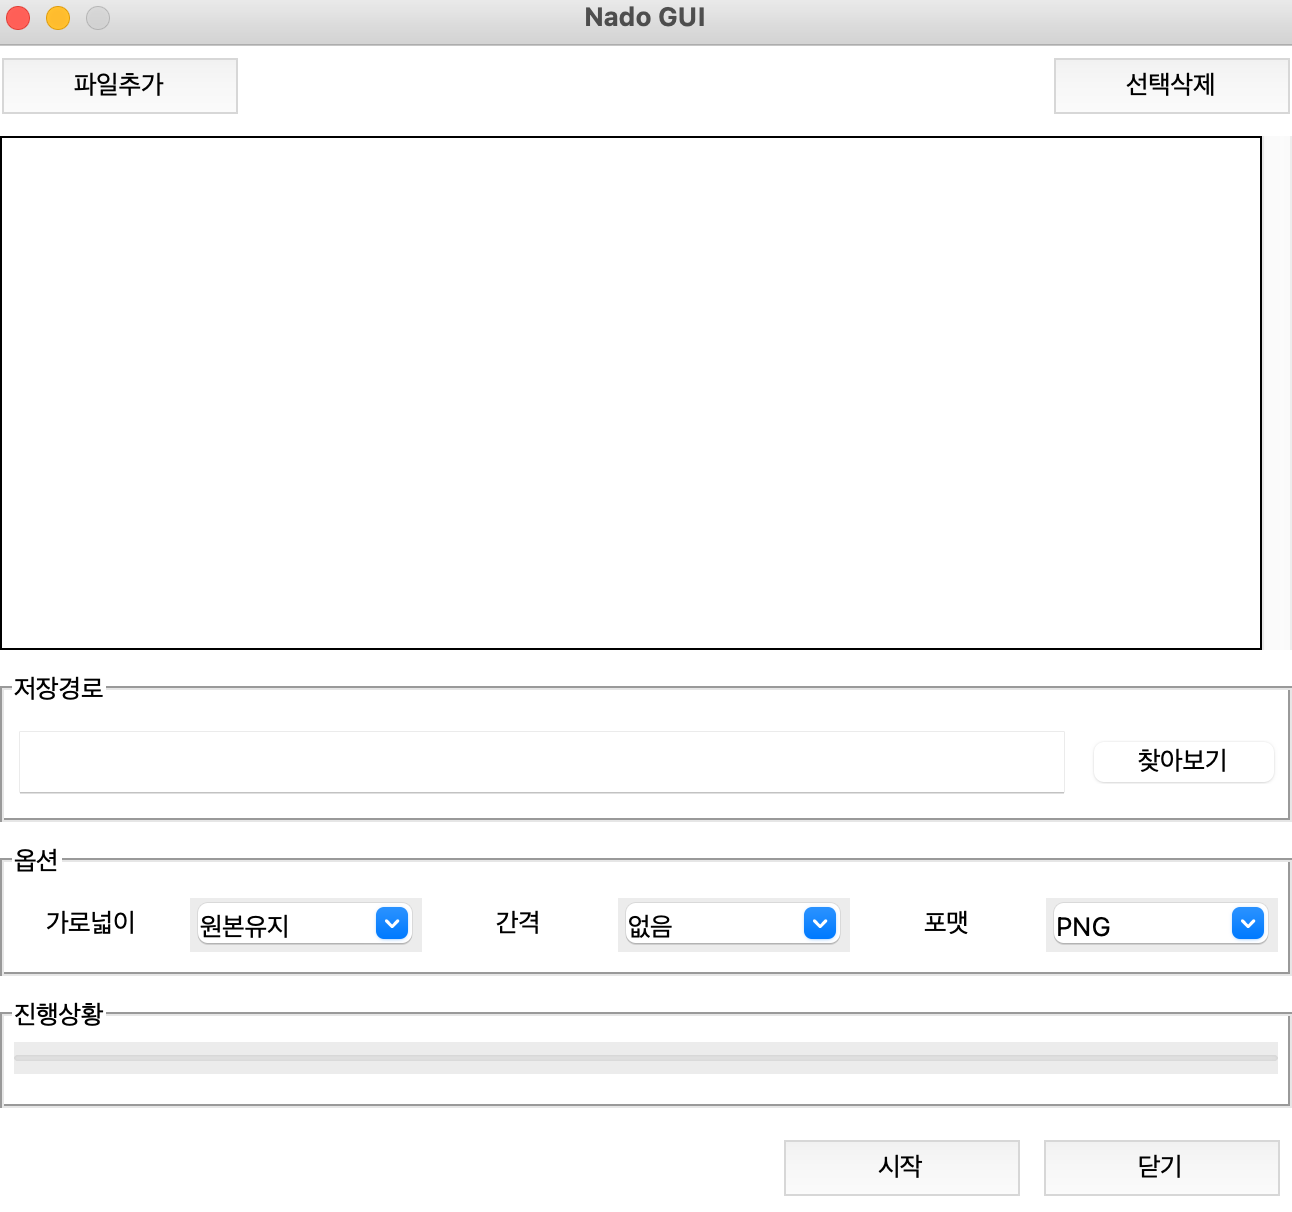 Nado GUI
파일추가 선택삭제
저장경로
찾아보기
옵션
가로넓이 원본유지 간격 없음 포맷 PNG
진행상황
시작 닫기